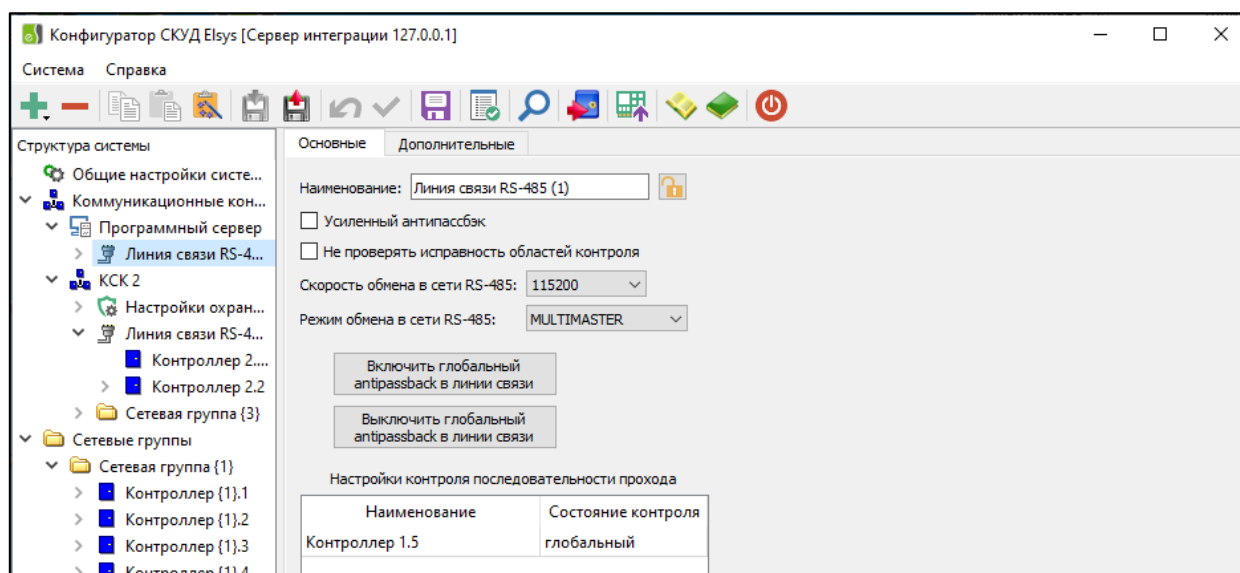 Конфигуратор СКУД Elsys [Сервер интеграции 127.0.0.1]
Система Справка
Структура системы
Общие настройки систе...
Коммуникационные кон...
Программный сервер
Линия связи RS-4...
КСК 2
Настройки охран...
Линия связи RS-4...
Контроллер 2....
Контроллер 2.2
Сетевая группа {3}
Сетевые группы
Сетевая группа {1}
Контроллер {1}.1
Контроллер {1}.2
Контроллер {1}.3
Контроллер {1}.4
Основные Дополнительные
Наименование: Линия связи RS-485 (1)
Усиленный антипассбэк
Не проверять исправность областей контроля
Скорость обмена в сети RS-485: 115200
Режим обмена в сети RS-485: MULTIMASTER
Включить глобальный
antipassback в линии связи
Выключить глобальный
antipassback в линии связи
Настройки контроля последовательности прохода
Наименование Состояние контроля
Контроллер 1.5 глобальный